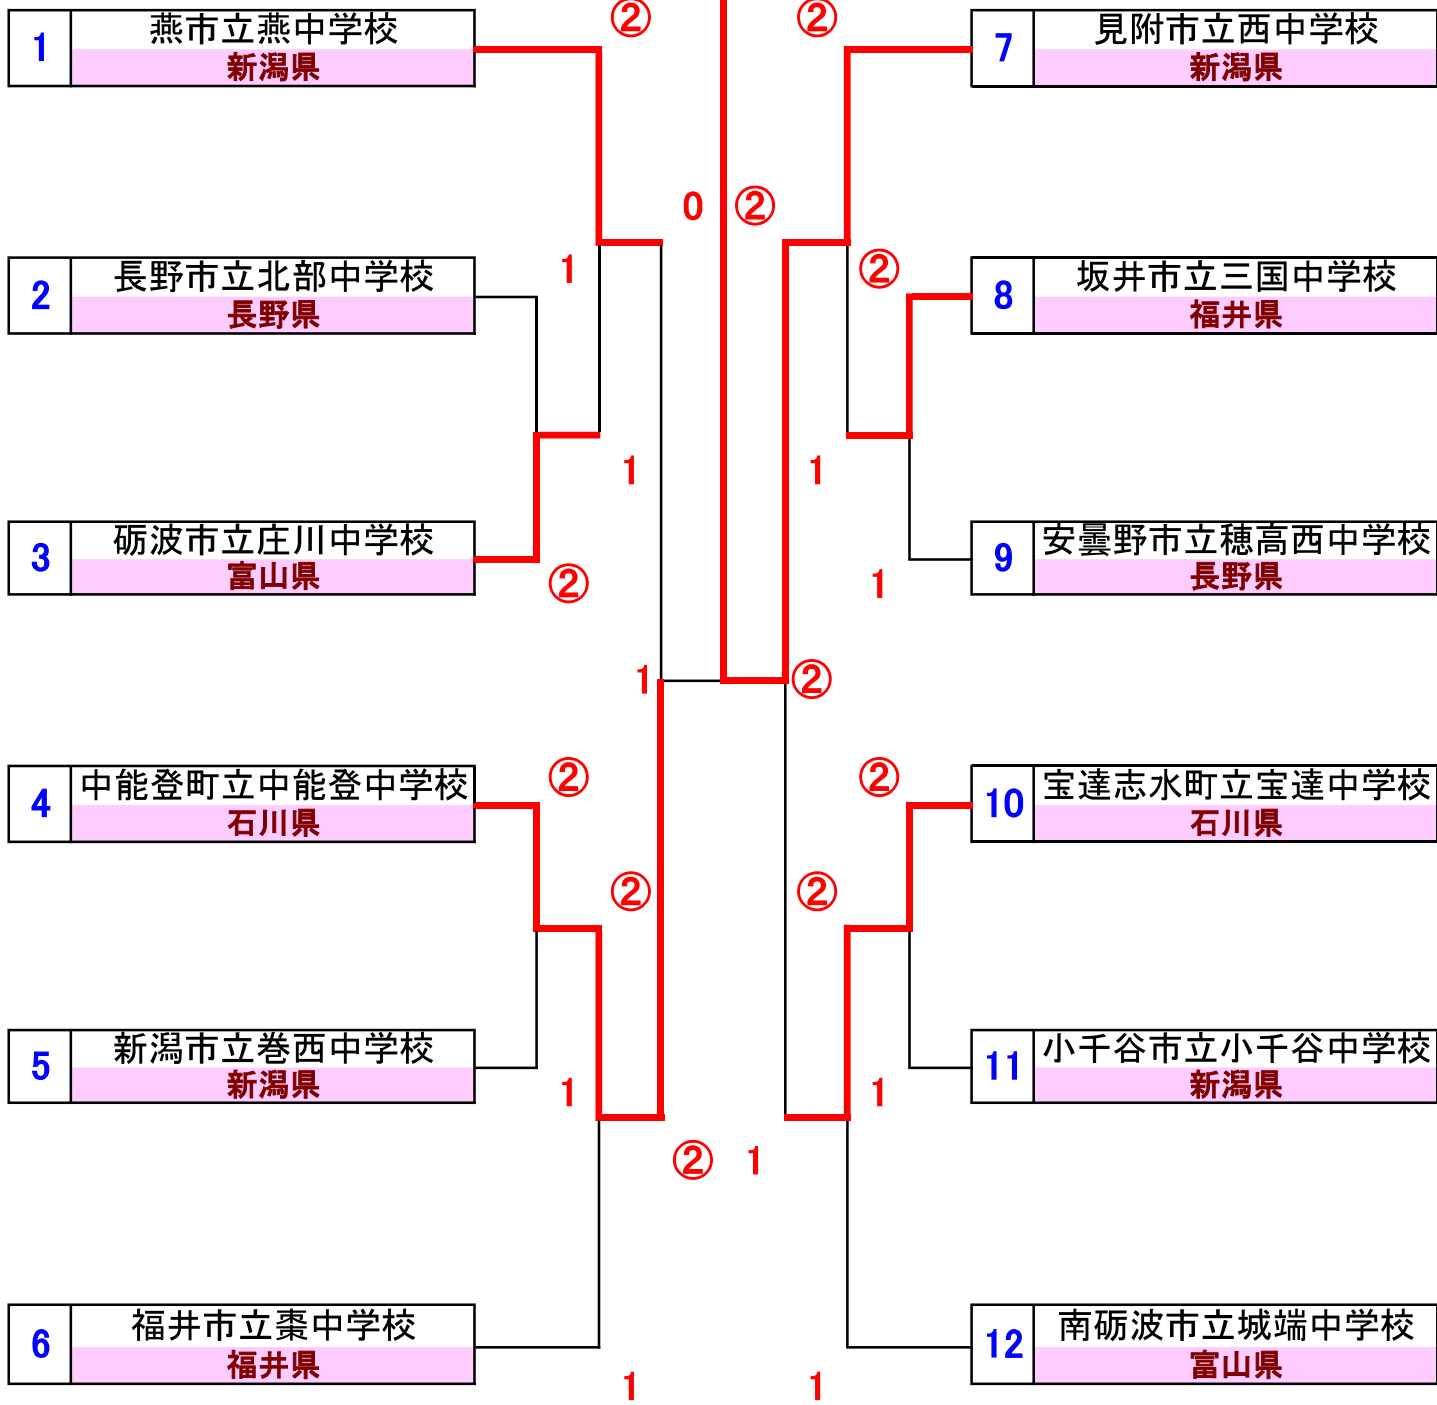 ② ②
1 燕市立燕中学校
新潟県
7 見附市立西中学校
新潟県
0 ②
1 ②
2 長野市立北部中学校
長野県
8 坂井市立三国中学校
福井県
1 1
3 砺波市立庄川中学校
富山県
9 安曇野市立穂高西中学校
長野県
② 1
1 ②
② ②
4 中能登町立中能登中学校
石川県
10 宝達志水町立宝達中学校
石川県
② ②
5 新潟市立巻西中学校
新潟県
11 小千谷市立小千谷中学校
新潟県
1 1
② 1
6 福井市立棗中学校
福井県
12 南砺波市立城端中学校
富山県
1 1